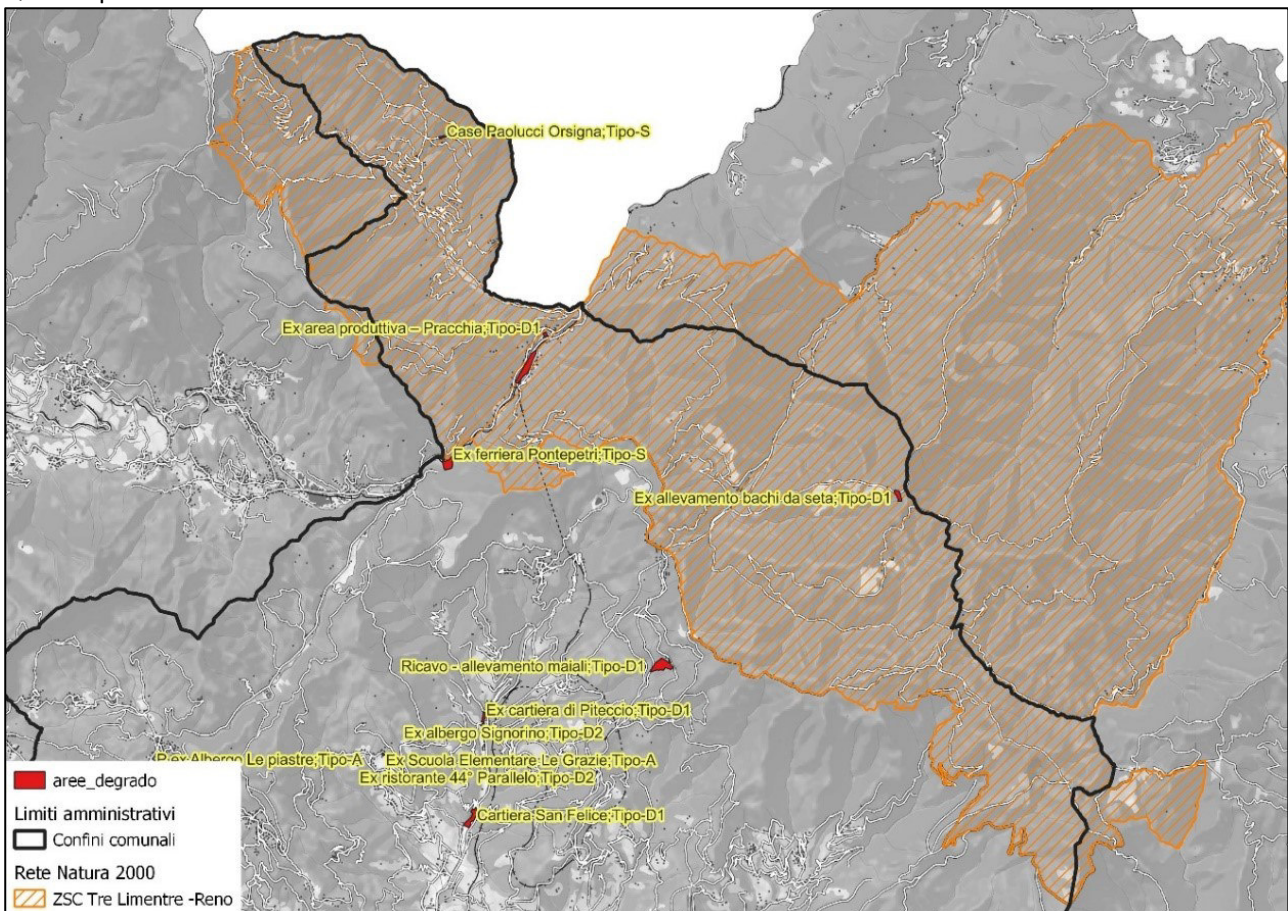 Case Paolucci Orsigna;Tipo-S
Ex area produttiva – Pracchia;Tipo-D1
Ex ferriera Pontepetri;Tipo-S
Ex allevamento bachi da seta;Tipo-D1
Ricavo - allevamento maiali;Tipo-D1
Ex cartiera di Piteccio;Tipo-D1
Ex albergo Signorino;Tipo-D2
Albergo Le piastre;Tipo-A
Ex Scuola Elementare Le Grazie;Tipo-A
Ex ristorante 44° Parallelo;Tipo-D2
Cartiera San Felice;Tipo-D1
aree_degrado
Limiti amministrativi
Confini comunali
Rete Natura 2000
ZSC Tre Limentre -Reno